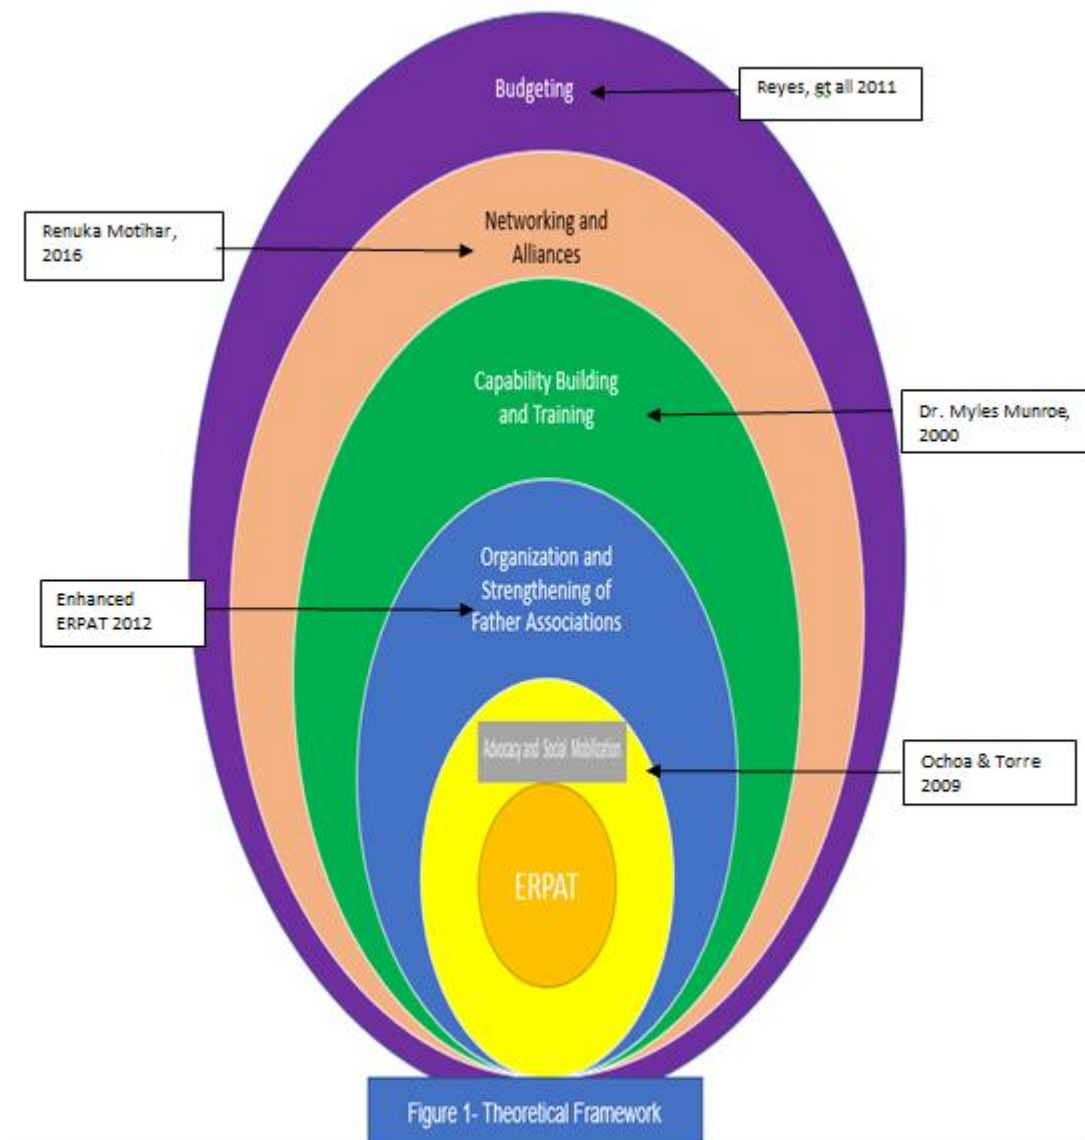 Budgeting
Reyes, gt all 2011
Renuka Motihar,
2016
Networking and
Alliances
Capability Building
and Training
Dr. Myles Munroe,
2000
Organization and
Strengthening of
Father Associations
Enhanced
ERPAT 2012
Advocacy and Social Mobilization
Ochoa & Torre
2009
ERPAT
Figure 1- Theoretical Framework